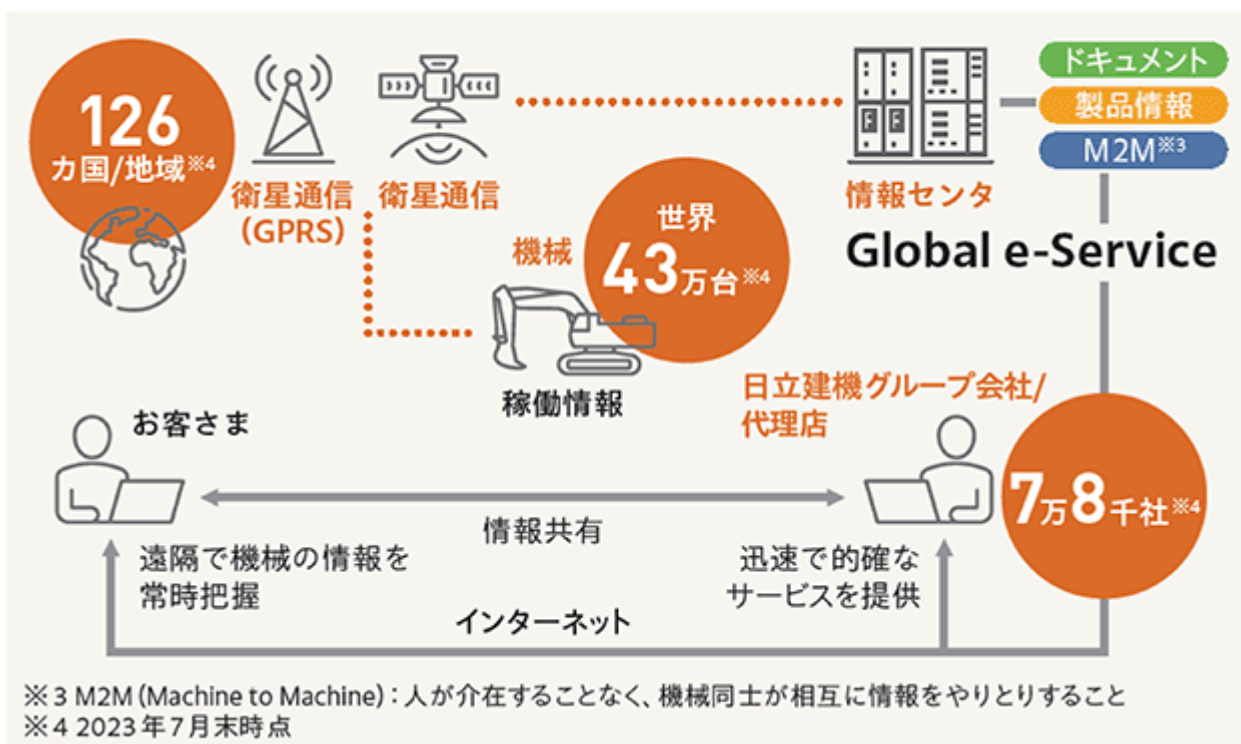 126
カ国/地域※4
衛星通信
(GPRS)
衛星通信
機械
世界
43万台※4
稼働情報
情報センタ
ドキュメント
製品情報
M2M※3
Global e-Service
日立建機グループ会社/
代理店
7万8千社※4
お客さま
情報共有
遠隔で機械の情報を
常時把握
迅速で的確な
サービスを提供
インターネット
※3 M2M(Machine to Machine):人が介在することなく、機械同士が相互に情報をやりとりすること
※4 2023年7月末時点